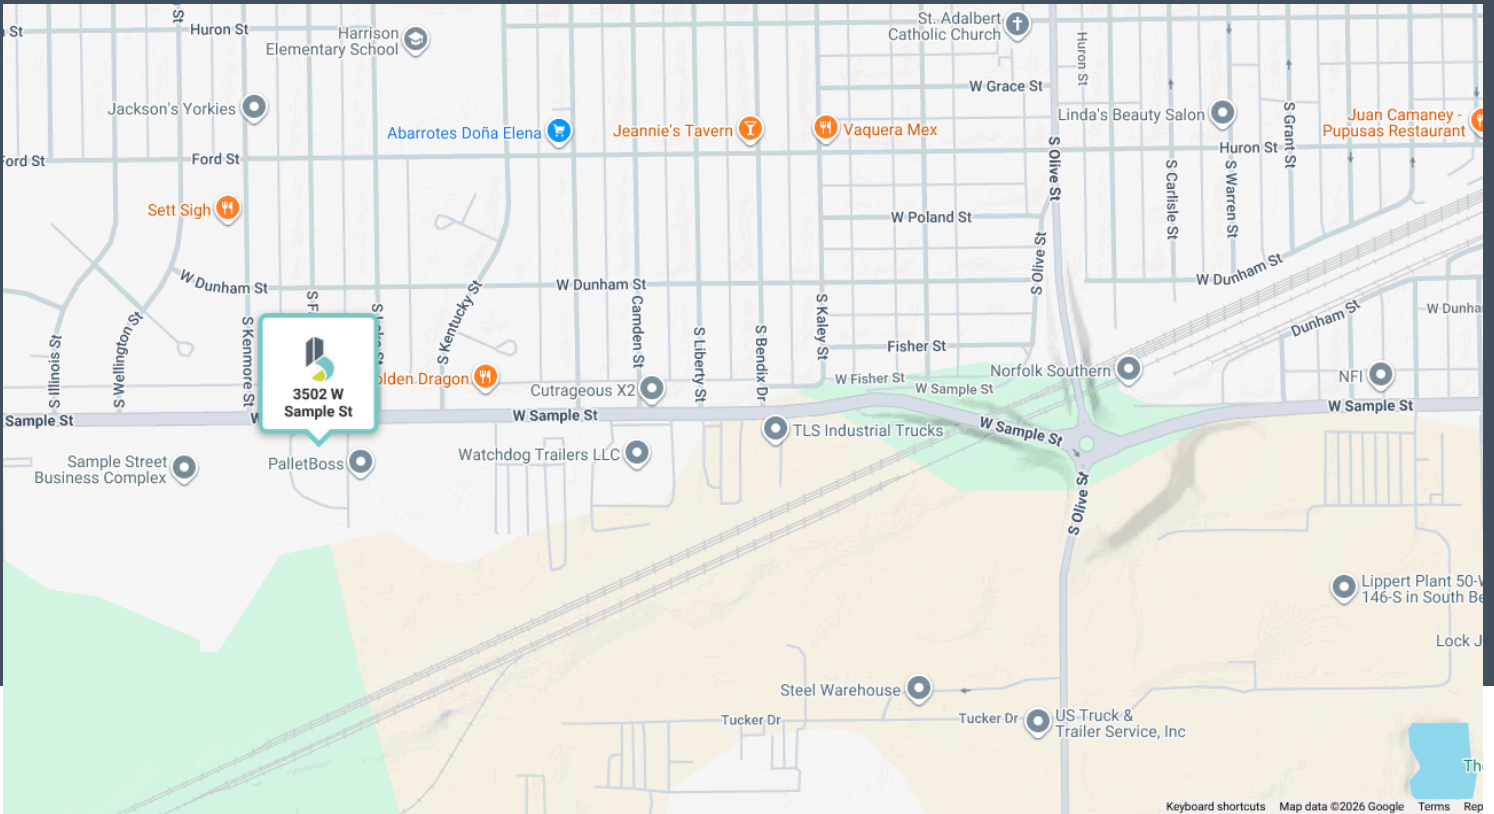 St
St
Huron St
Harrison
Elementary School
St. Adalbert
Catholic Church
Huron St
W Grace St
Jackson's Yorkies
Abarrotes Doña Elena
Jeannie's Tavern
Vaquera Mex
Linda's Beauty Salon
Juan Camaney -
Pupusas Restaurant
S Grant St
Ford St
Ford St
Huron St
S Olive St
S Carlisle St
S Warren St
Sett Sigh
W Poland St
S Olive St
W Dunham St
W Dunham St
W Dunham St
S Kentucky St
Camden St
S Kaley St
Dunham St
S Illinois St
S Wellington St
S Kenmore St
S Liberty St
S Bendix Dr
Fisher St
Norfolk Southern
NFI
3502 W
Sample St
Cutrageous X2
W Fisher St
W Sample St
Sample St
W Sample St
W Sample St
W Sample St
TLS Industrial Trucks
Sample Street
Business Complex
PalletBoss
Watchdog Trailers LLC
S Olive St
Lippert Plant 50-
146-S in South
Steel Warehouse
Tucker Dr
Tucker Dr
US Truck &
Trailer Service, Inc
Keyboard shortcuts
Map data ©2026 Google
Terms